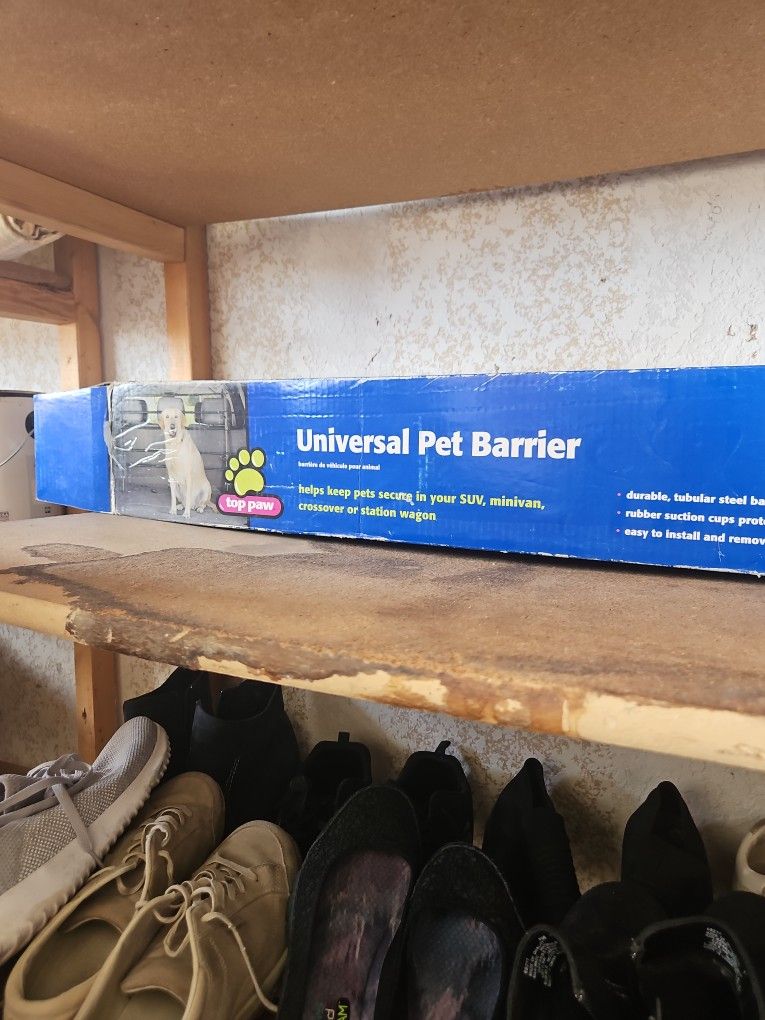 Universal Pet Barrier
barrière de véhicule pour animal
helps keep pets secure in your SUV, minivan,
crossover or station wagon
top paw
durable, tubular steel ba
rubber suction cups prote
easy to install and remov